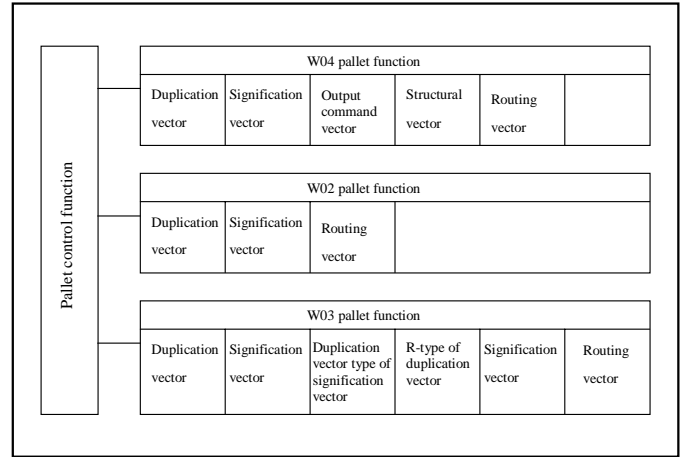 Pallet control function
W04 pallet function
Duplication
vector
Signification
vector
Output
command
vector
Structural
vector
Routing
vector
W02 pallet function
Duplication
vector
Signification
vector
Routing
vector
W03 pallet function
Duplication
vector
Signification
vector
Duplication
vector type of
signification
vector
R-type of
duplication
vector
Signification
vector
Routing
vector